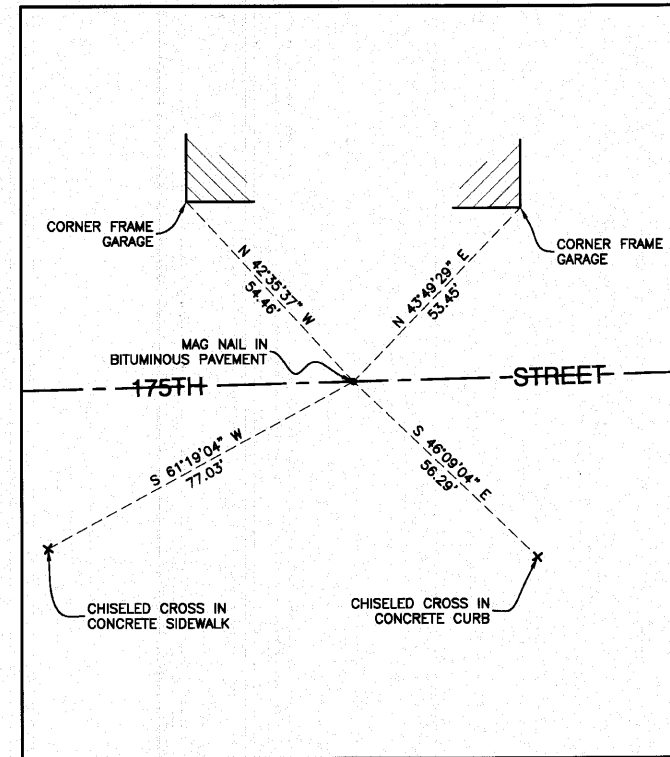 CORNER FRAME
GARAGE
CORNER FRAME
GARAGE
N 42°35'37" W
54.46'
N 43°49'29" E
53.45'
MAG NAIL IN
BITUMINOUS PAVEMENT
175TH STREET
S 61°19'04" W
77.03'
S 46°09'04" E
56.29'
CHISELED CROSS IN
CONCRETE SIDEWALK
CHISELED CROSS IN
CONCRETE CURB